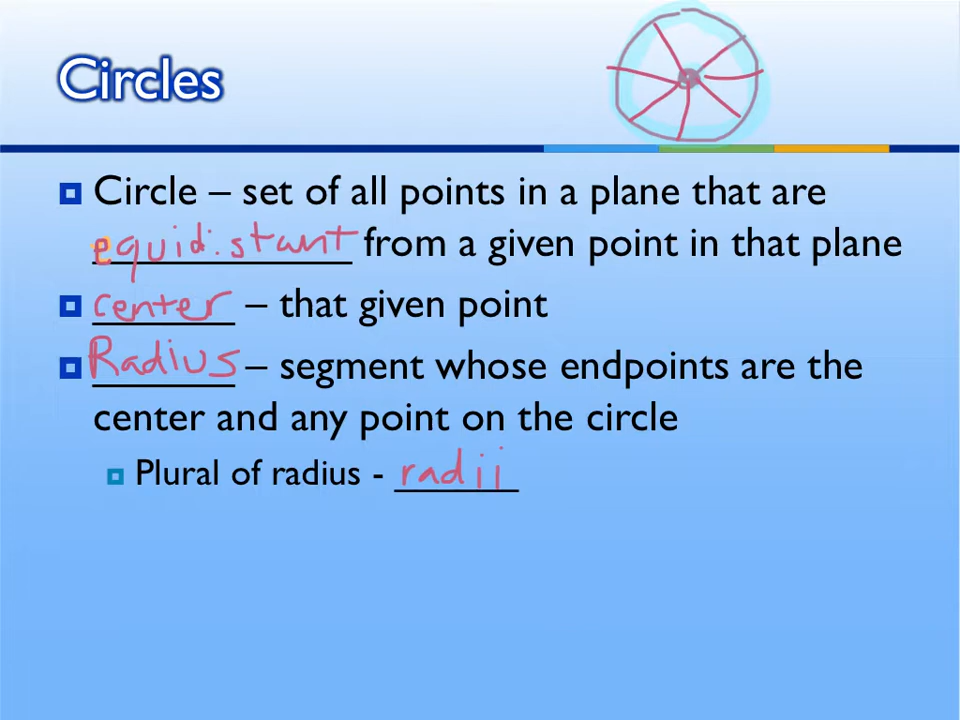 Circles
Circle – set of all points in a plane that are
equidistant from a given point in that plane
center – that given point
Radius – segment whose endpoints are the
center and any point on the circle
Plural of radius - radii